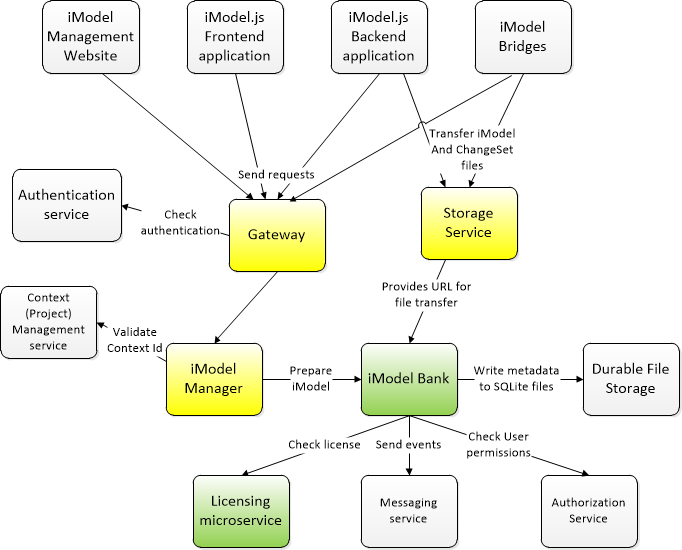 iModel
Management
Website
iModel.js
Frontend
application
iModel.js
Backend
application
iModel
Bridges
Transfer iModel
And ChangeSet
files
Send requests
Authentication
service
Check
authentication
Gateway
Storage
Service
Provides URL for
file transfer
Context
(Project)
Management
service
Validate
Context Id
iModel
Manager
Prepare
iModel
iModel Bank
Write metadata
to SQLite files
Durable File
Storage
Check license
Send events
Check User
permissions
Licensing
microservice
Messaging
service
Authorization
Service